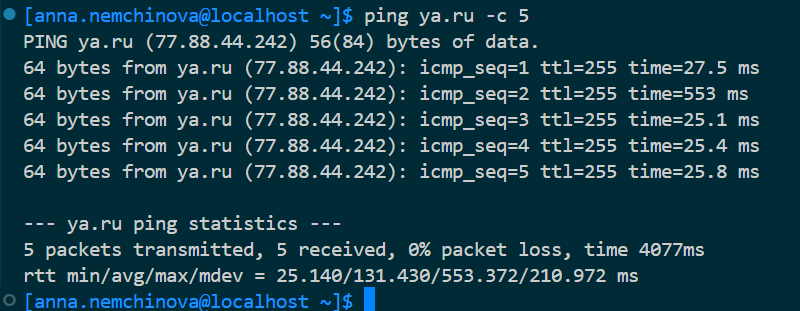 [anna.nemchinova@localhost ~]$ ping ya.ru -c 5
PING ya.ru (77.88.44.242) 56(84) bytes of data.
64 bytes from ya.ru (77.88.44.242): icmp_seq=1 ttl=255 time=27.5 ms
64 bytes from ya.ru (77.88.44.242): icmp_seq=2 ttl=255 time=553 ms
64 bytes from ya.ru (77.88.44.242): icmp_seq=3 ttl=255 time=25.1 ms
64 bytes from ya.ru (77.88.44.242): icmp_seq=4 ttl=255 time=25.4 ms
64 bytes from ya.ru (77.88.44.242): icmp_seq=5 ttl=255 time=25.8 ms

--- ya.ru ping statistics ---
5 packets transmitted, 5 received, 0% packet loss, time 4077ms
rtt min/avg/max/mdev = 25.140/131.430/553.372/210.972 ms
[anna.nemchinova@localhost ~]$